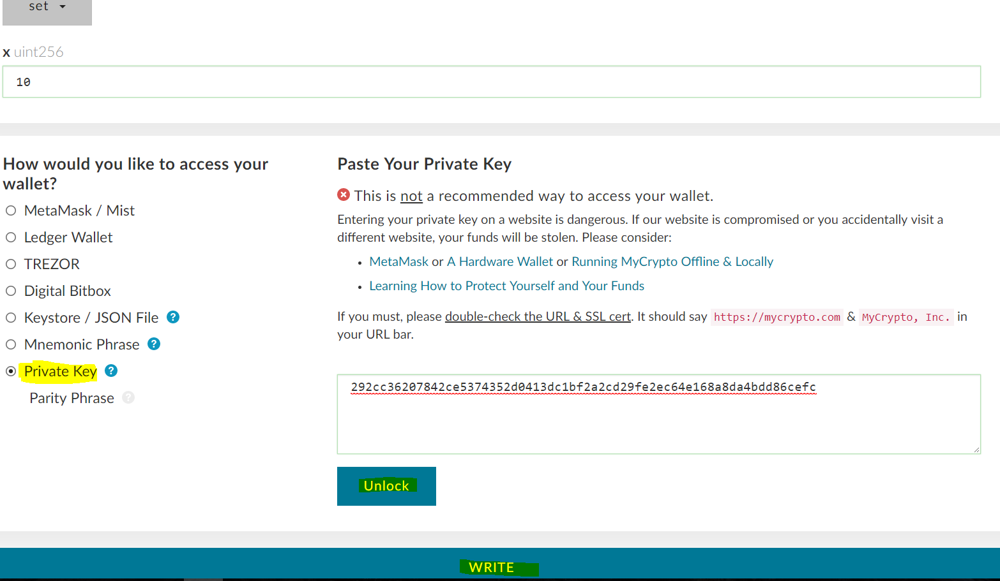 set
x uint256
10
How would you like to access your
wallet?
MetaMask / Mist
Ledger Wallet
TREZOR
Digital Bitbox
Keystore / JSON File ?
Mnemonic Phrase ?
Private Key ?
Parity Phrase ?
Paste Your Private Key
This is not a recommended way to access your wallet.
Entering your private key on a website is dangerous. If our website is compromised or you accidentally visit a
different website, your funds will be stolen. Please consider:
• MetaMask or A Hardware Wallet or Running MyCrypto Offline & Locally
• Learning How to Protect Yourself and Your Funds
If you must, please double-check the URL & SSL cert. It should say https://mycrypto.com & MyCrypto, Inc. in
your URL bar.
292cc36207842ce5374352d0413dc1bf2a2cd29fe2ec64e168a8da4bdd86cefc
Unlock
WRITE